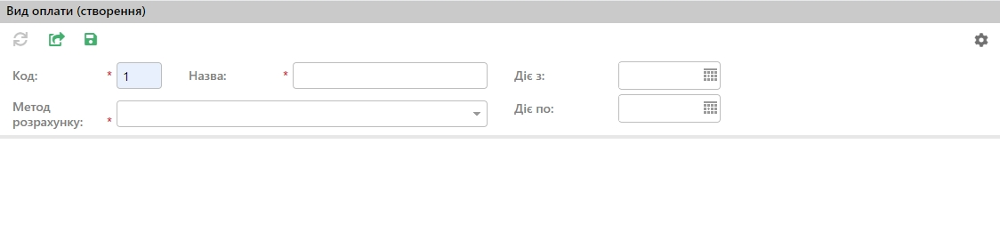 Вид оплати (створення)
Код: * 1 Назва: * Діє з:
Метод
розрахунку: * Діє по: